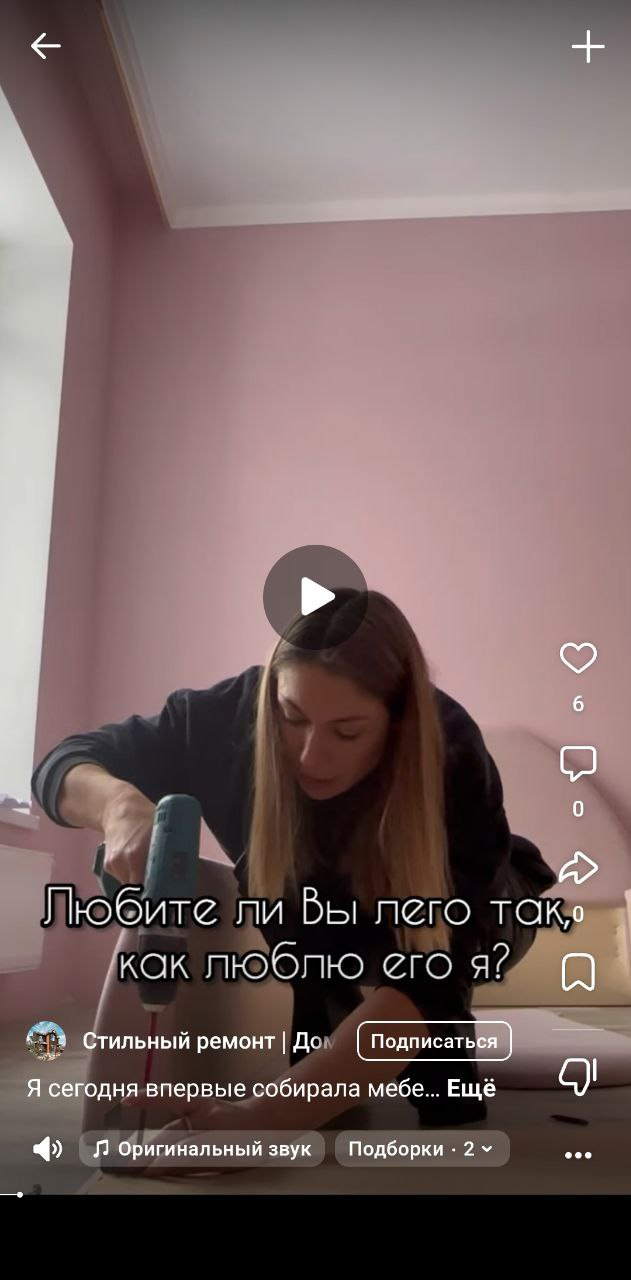 6
0
Любите ли Вы лего так,
0
как люблю его я?
Стильный ремонт | Дом
Подписаться
Я сегодня впервые собирала мебе... Ещё
Оригинальный звук
Подборки · 2